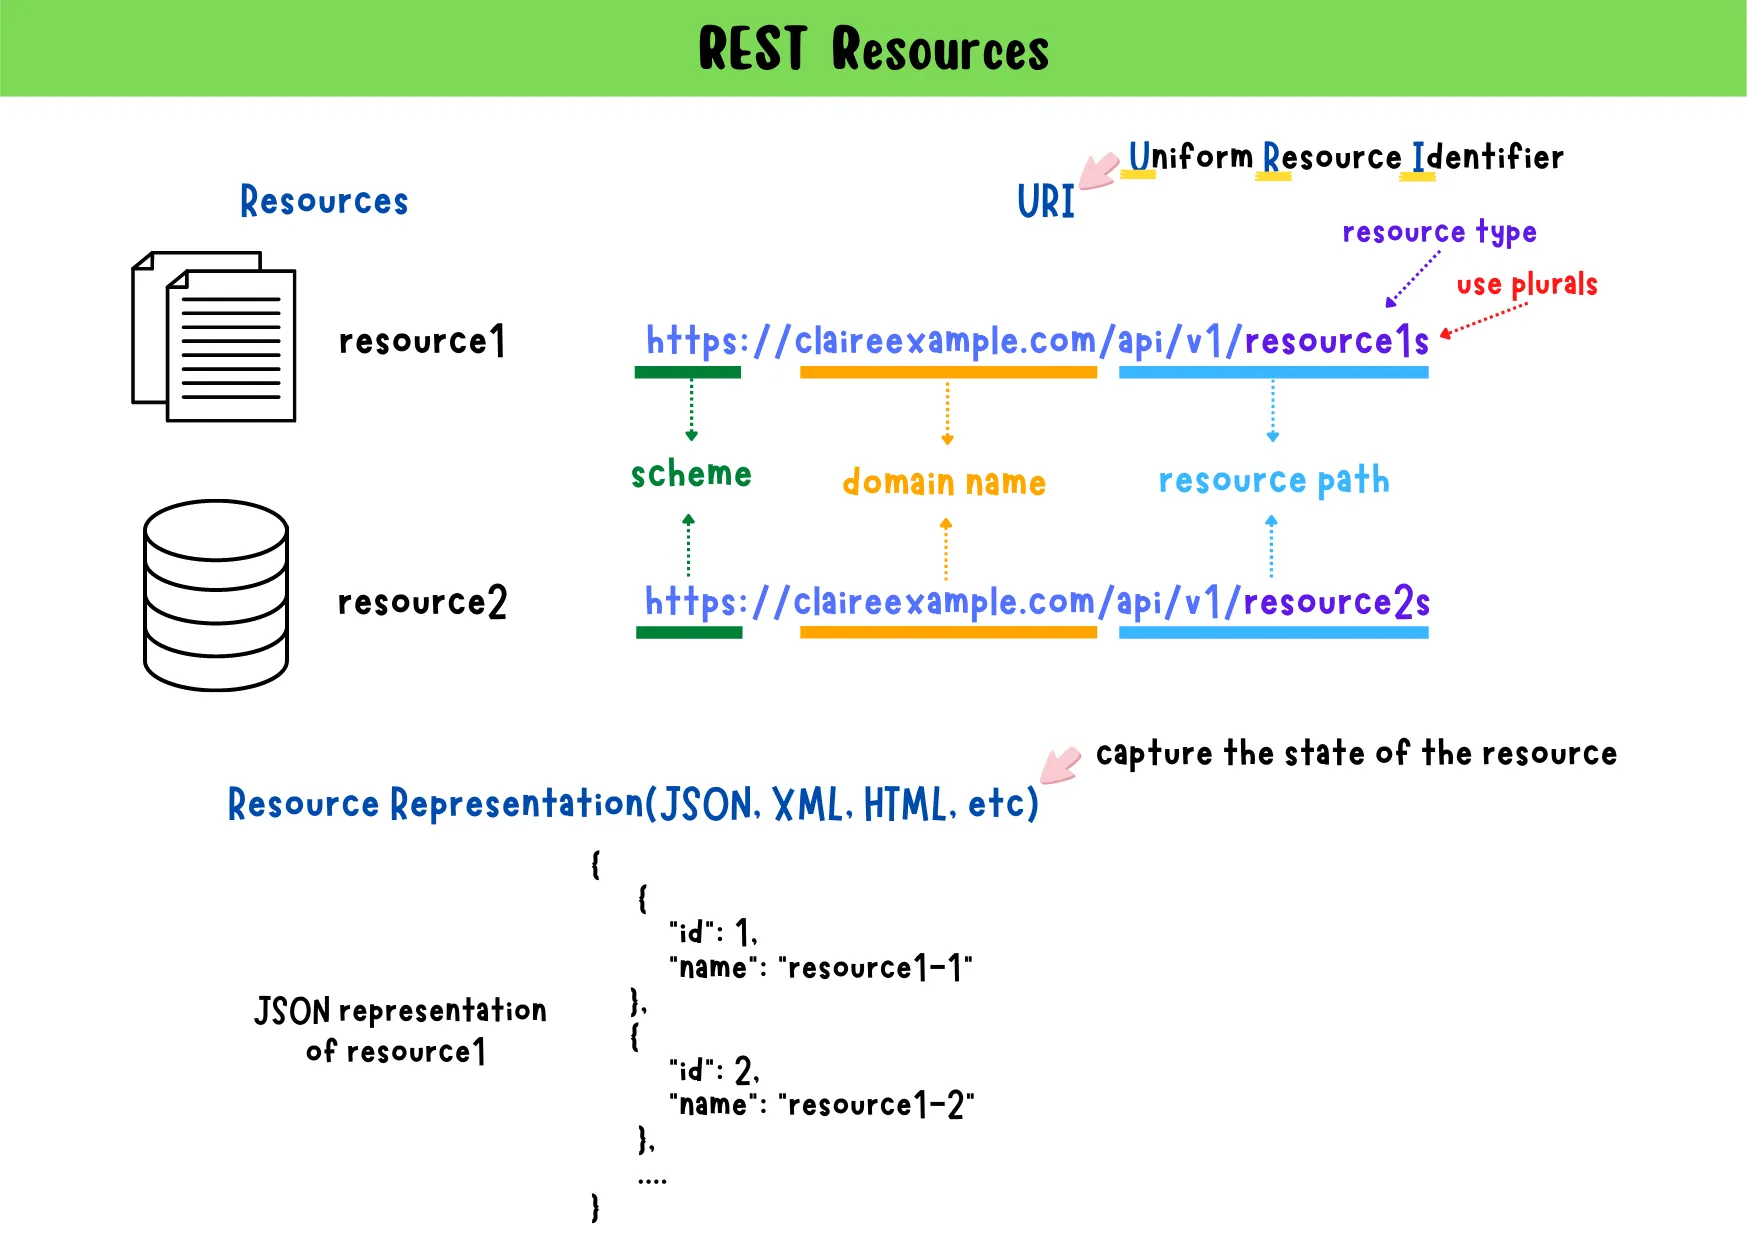 REST Resources
Uniform Resource Identifier
Resources
URI
resource type
use plurals
resource1
https://claireexample.com/api/v1/resource1s
scheme
domain name
resource path
resource2
https://claireexample.com/api/v1/resource2s
capture the state of the resource
Resource Representation(JSON, XML, HTML, etc)
{
{
"id": 1,
"name": "resource1-1"
},
{
JSON representation
of resource1
"id": 2,
"name": "resource1-2"
},
....
}